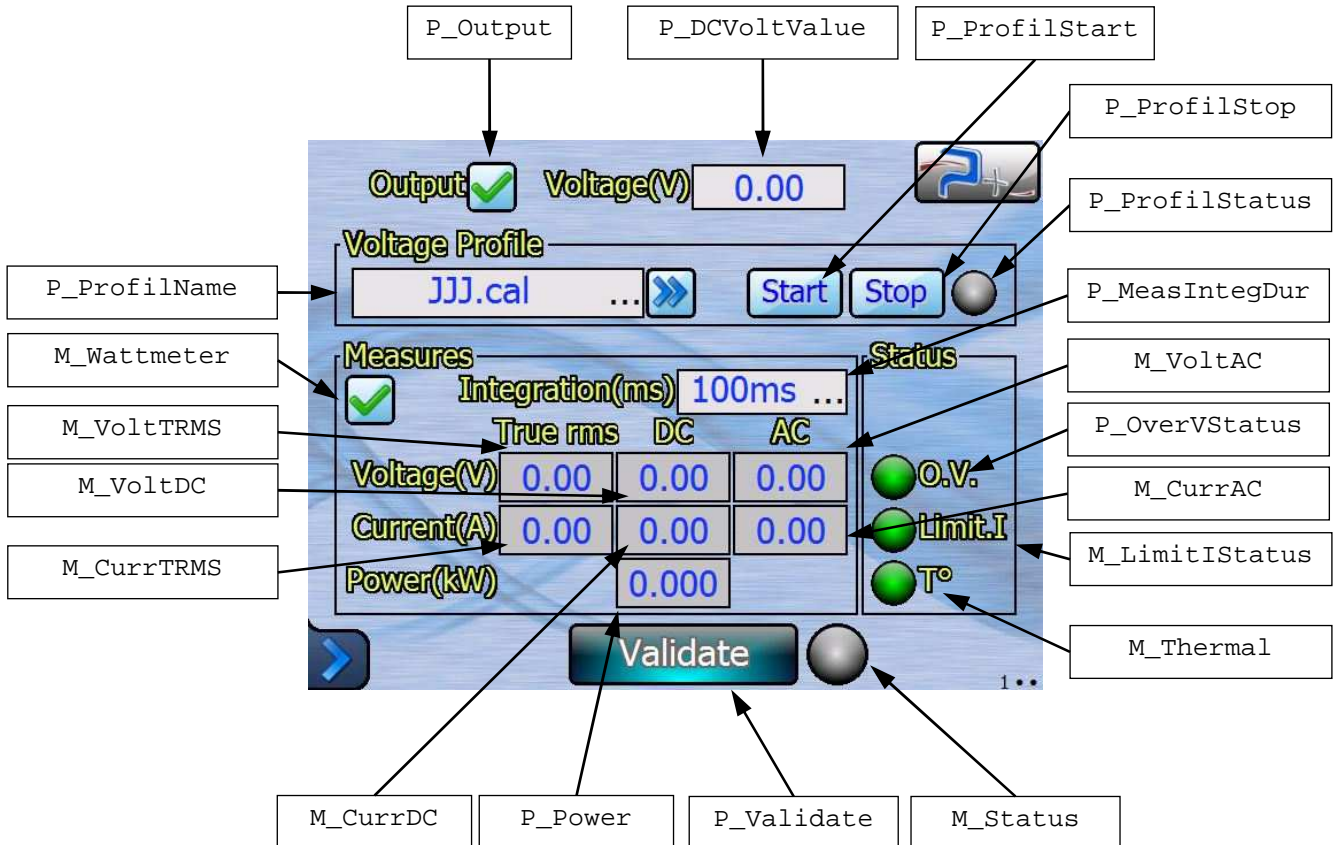 P_Output
P_DCVoltValue
P_ProfilStart
P_ProfilStop
P_ProfilStatus
P_MeasIntegDur
M_VoltAC
P_OverVStatus
M_CurrAC
M_LimitIStatus
M_Thermal
P_ProfilName
M_Wattmeter
M_VoltTRMS
M_VoltDC
M_CurrTRMS
Output Voltage(V) 0.00
Voltage Profile
JJJ.cal ... Start Stop
Measures
Integration(ms) 100ms ...
True rms DC AC
Voltage(V) 0.00 0.00 0.00
Current(A) 0.00 0.00 0.00
Power(kW) 0.000
Status
O.V.
Limit.I
T°
Validate
1••
M_CurrDC
P_Power
P_Validate
M_Status